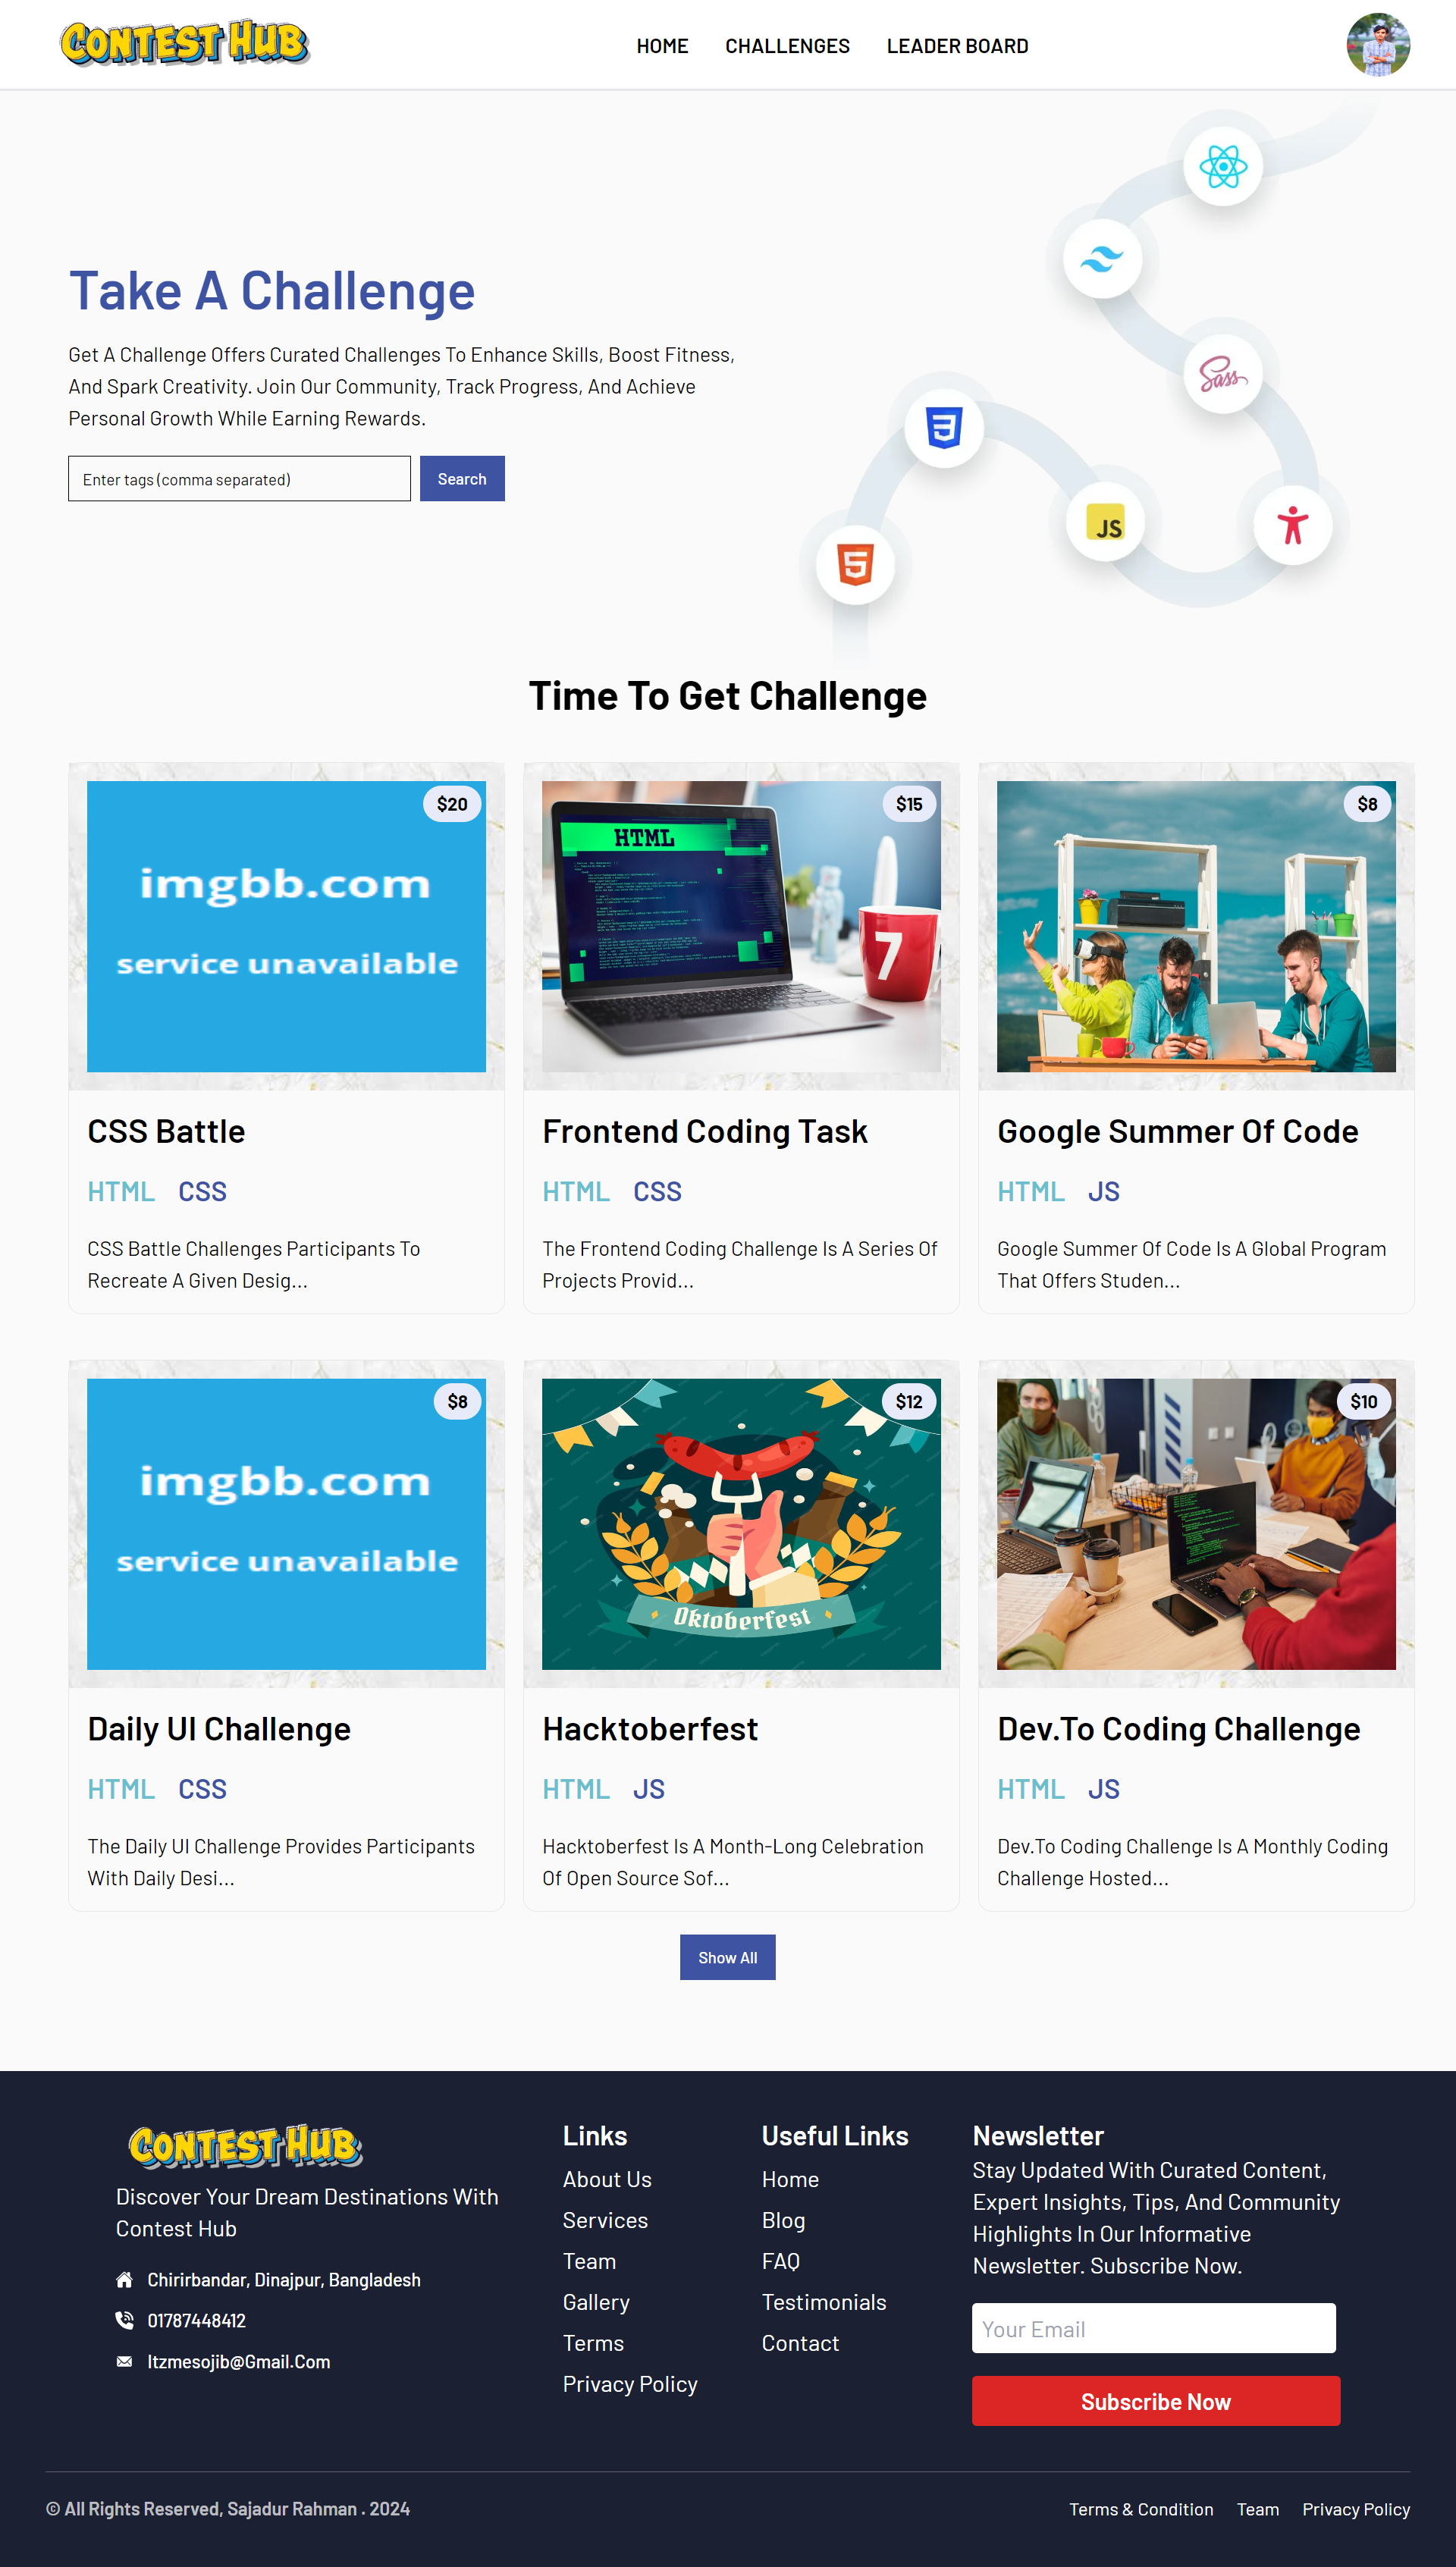 CONTEST HUB
HOME CHALLENGES LEADER BOARD
Take A Challenge
Get A Challenge Offers Curated Challenges To Enhance Skills, Boost Fitness,
And Spark Creativity. Join Our Community, Track Progress, And Achieve
Personal Growth While Earning Rewards.
Enter tags (comma separated)
Search
Sass
JS
Time To Get Challenge
$20
imgbb.com
service unavailable
CSS Battle
HTML CSS
CSS Battle Challenges Participants To
Recreate A Given Desig...
$15
HTML
7
Frontend Coding Task
HTML CSS
The Frontend Coding Challenge Is A Series Of
Projects Provid...
$8
Google Summer Of Code
HTML JS
Google Summer Of Code Is A Global Program
That Offers Studen...
$8
imgbb.com
service unavailable
Daily UI Challenge
HTML CSS
The Daily UI Challenge Provides Participants
With Daily Desi...
$12
Oktoberfest
Hacktoberfest
HTML JS
Hacktoberfest Is A Month-Long Celebration
Of Open Source Sof...
$10
Dev.To Coding Challenge
HTML JS
Dev.To Coding Challenge Is A Monthly Coding
Challenge Hosted...
Show All
CONTEST HUB
Discover Your Dream Destinations With
Contest Hub
Chirirbandar, Dinajpur, Bangladesh
01787448412
Itzmesojib@Gmail.Com
Links
About Us
Services
Team
Gallery
Terms
Privacy Policy
Useful Links
Home
Blog
FAQ
Testimonials
Contact
Newsletter
Stay Updated With Curated Content,
Expert Insights, Tips, And Community
Highlights In Our Informative
Newsletter. Subscribe Now.
Your Email
Subscribe Now
© All Rights Reserved, Sajadur Rahman . 2024
Terms & Condition Team Privacy Policy